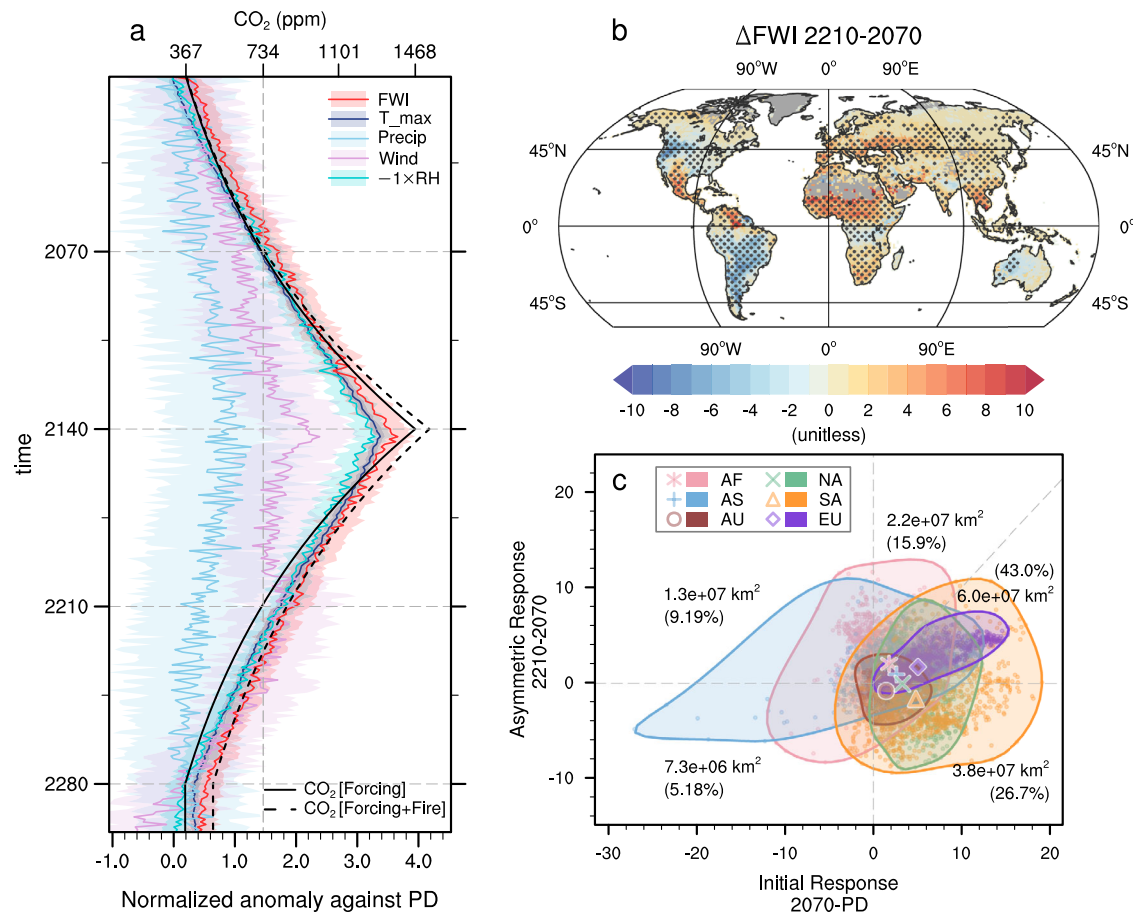 a
CO₂ (ppm)
367 734 1101 1468
FWI
T_max
Precip
Wind
−1×RH
time
2070
2140
2210
2280
CO₂ [Forcing]
CO₂ [Forcing+Fire]
-1.0 0.0 1.0 2.0 3.0 4.0
Normalized anomaly against PD
b
ΔFWI 2210-2070
90°W 0° 90°E
45°N 45°N
0° 0°
45°S 45°S
90°W 0° 90°E
-10 -8 -6 -4 -2 0 2 4 6 8 10
(unitless)
c
AF NA
AS SA
AU EU
2.2e+07 km²
(15.9%)
(43.0%)
6.0e+07 km²
1.3e+07 km²
(9.19%)
7.3e+06 km²
(5.18%)
3.8e+07 km²
(26.7%)
20
10
0
-10
Asymmetric Response
2210-2070
-30 -20 -10 0 10 20
Initial Response
2070-PD